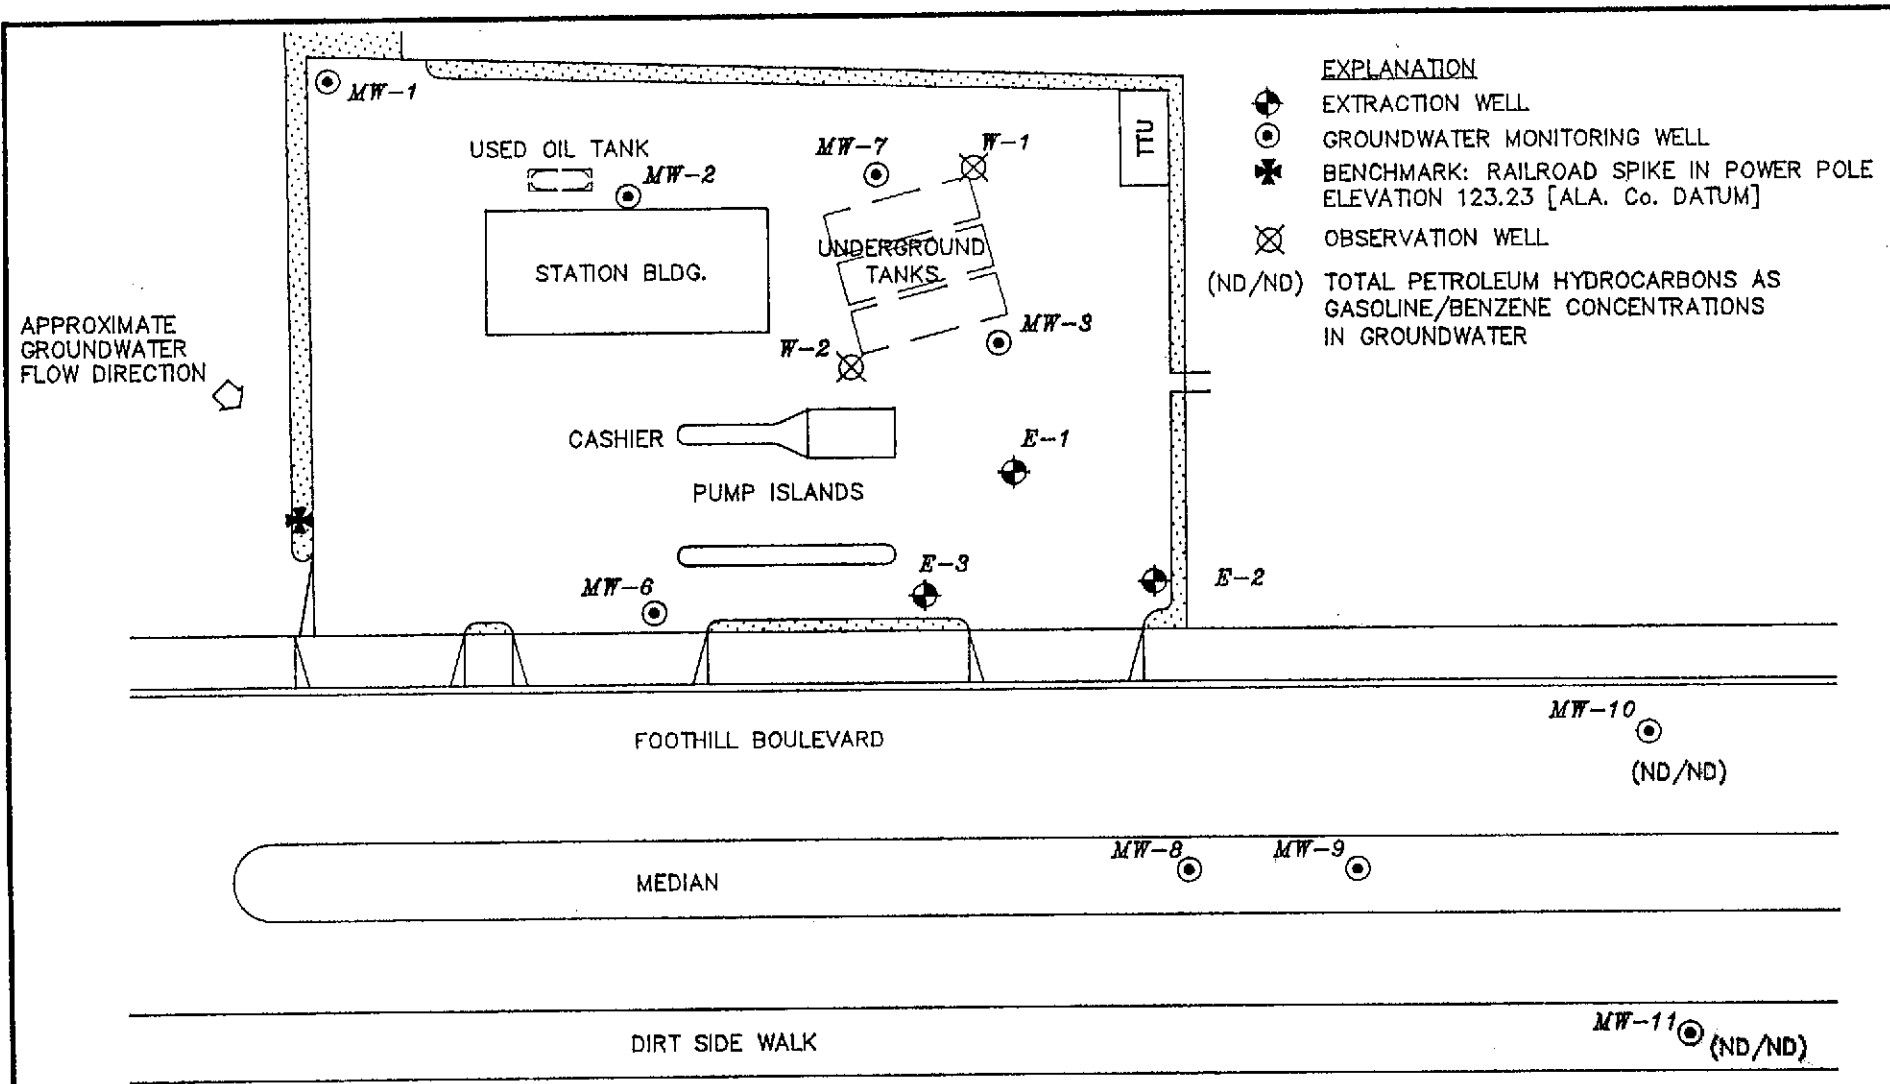 MW-1
USED OIL TANK
MW-2
MW-7
W-1
TTU
STATION BLDG.
UNDERGROUND
TANKS
MW-3
W-2
APPROXIMATE
GROUNDWATER
FLOW DIRECTION
CASHIER
E-1
PUMP ISLANDS
E-3
E-2
MW-6
EXPLANATION
EXTRACTION WELL
GROUNDWATER MONITORING WELL
BENCHMARK: RAILROAD SPIKE IN POWER POLE
ELEVATION 123.23 [ALA. Co. DATUM]
OBSERVATION WELL
(ND/ND) TOTAL PETROLEUM HYDROCARBONS AS
GASOLINE/BENZENE CONCENTRATIONS
IN GROUNDWATER
FOOTHILL BOULEVARD
MW-10
(ND/ND)
MW-8
MW-9
MEDIAN
DIRT SIDE WALK
MW-11
(ND/ND)